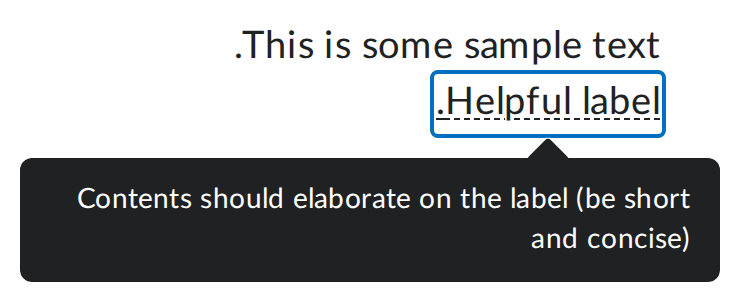 .This is some sample text
.Helpful label
Contents should elaborate on the label (be short
and concise)